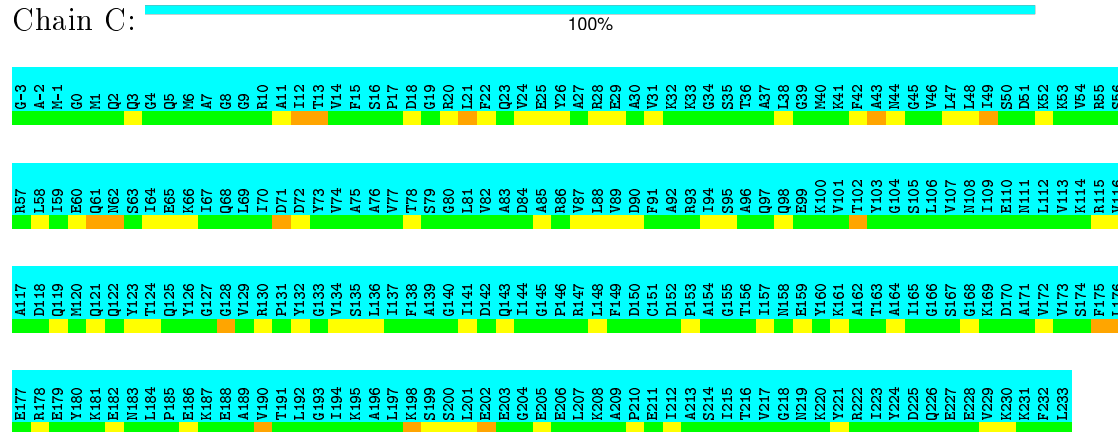 Chain C:
100%
G-3 A-2 M-1 G0 M1 Q2 Q3 G4 Q5 M6 A7 G8 G9 R10 A11 I12 T13 V14 F15 S16 P17 D18 G19 R20 L21 F22 Q23 V24 E25 Y26 A27 R28 E29 A30 V31 K32 K33 G34 S35 T36 A37 L38 G39 M40 K41 F42 A43 N44 G45 V46 L47 L48 I49 S50 D51 K52 K53 V54 R55 S56
R57 L58 I59 E60 Q61 N62 S63 I64 E65 K66 I67 Q68 L69 I70 D71 D72 Y73 V74 A75 A76 V77 T78 S79 G80 L81 V82 A83 D84 A85 R86 V87 L88 V89 D90 F91 A92 R93 I94 S95 A96 Q97 Q98 E99 K100 V101 T102 Y103 G104 S105 L106 V107 N108 I109 E110 N111 L112 V113 K114 R115 V116
A117 D118 Q119 M120 Q121 Q122 Y123 T124 Q125 Y126 G127 G128 V129 R130 P131 Y132 G133 V134 S135 L136 I137 F138 A139 G140 I141 D142 Q143 I144 G145 P146 R147 L148 F149 D150 C151 D152 P153 A154 G155 T156 I157 N158 E159 Y160 K161 A162 T163 A164 I165 G166 S167 G168 K169 D170 A171 V172 V173 S174 F175 L176
E177 R178 E179 Y180 K181 E182 N183 L184 P185 E186 K187 E188 A189 V190 T191 L192 G193 I194 K195 A196 L197 K198 S199 S200 L201 E202 E203 G204 E205 E206 L207 K208 A209 P210 E211 I212 A213 S214 I215 T216 V217 G218 N219 K220 Y221 R222 I223 Y224 D225 Q226 E227 E228 V229 K230 K231 F232 L233